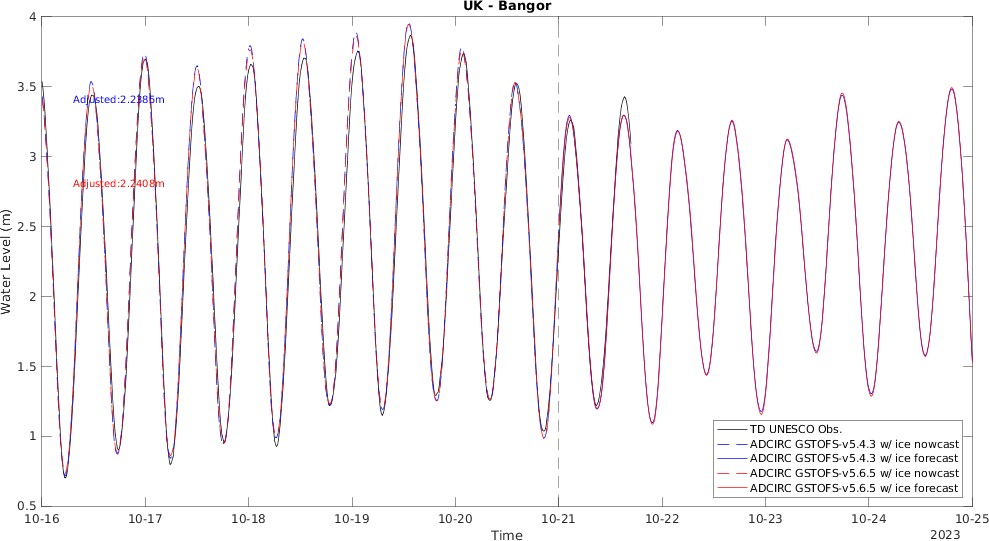 UK - Bangor
4
3.5
3
2.5
2
1.5
1
0.5
Water Level (m)
Adjusted:2.2386m
Adjusted:2.2408m
TD UNESCO Obs.
ADCIRC GSTOFS-v5.4.3 w/ ice nowcast
ADCIRC GSTOFS-v5.4.3 w/ ice forecast
ADCIRC GSTOFS-v5.6.5 w/ ice nowcast
ADCIRC GSTOFS-v5.6.5 w/ ice forecast
10-16 10-17 10-18 10-19 10-20 10-21 10-22 10-23 10-24 10-25
Time
2023